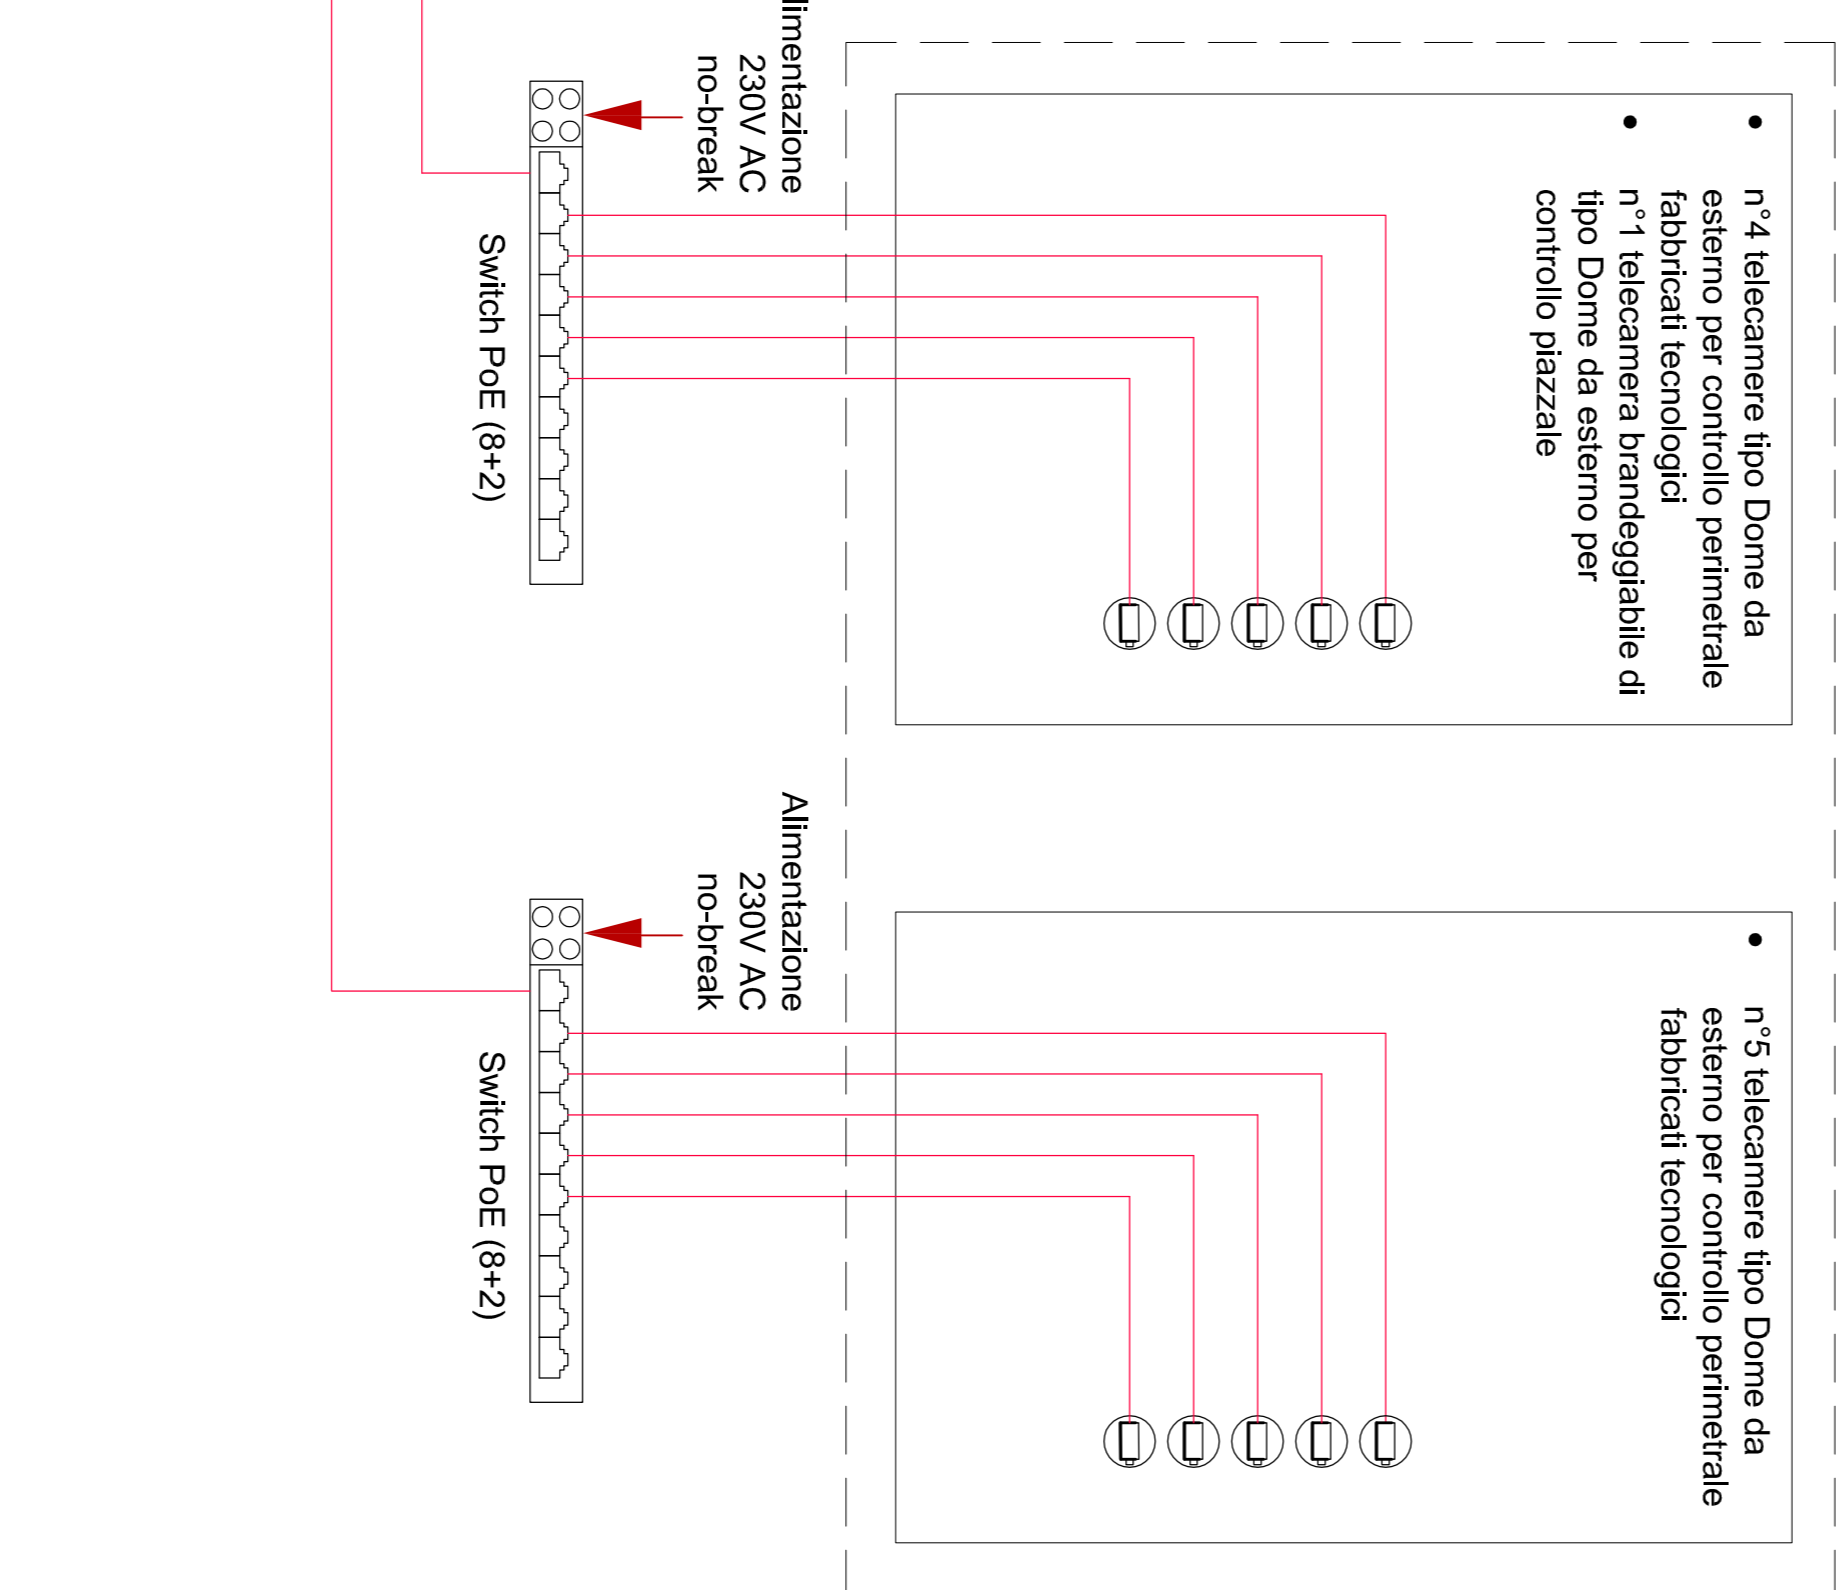 n°4 telecamere tipo Dome da
esterno per controllo perimetrale
fabbricati tecnologici
n°1 telecamera brandeggiabile di
tipo Dome da esterno per
controllo piazzale
limentazione
230V AC
no-break
Switch PoE (8+2)
n°5 telecamere tipo Dome da
esterno per controllo perimetrale
fabbricati tecnologici
Alimentazione
230V AC
no-break
Switch PoE (8+2)